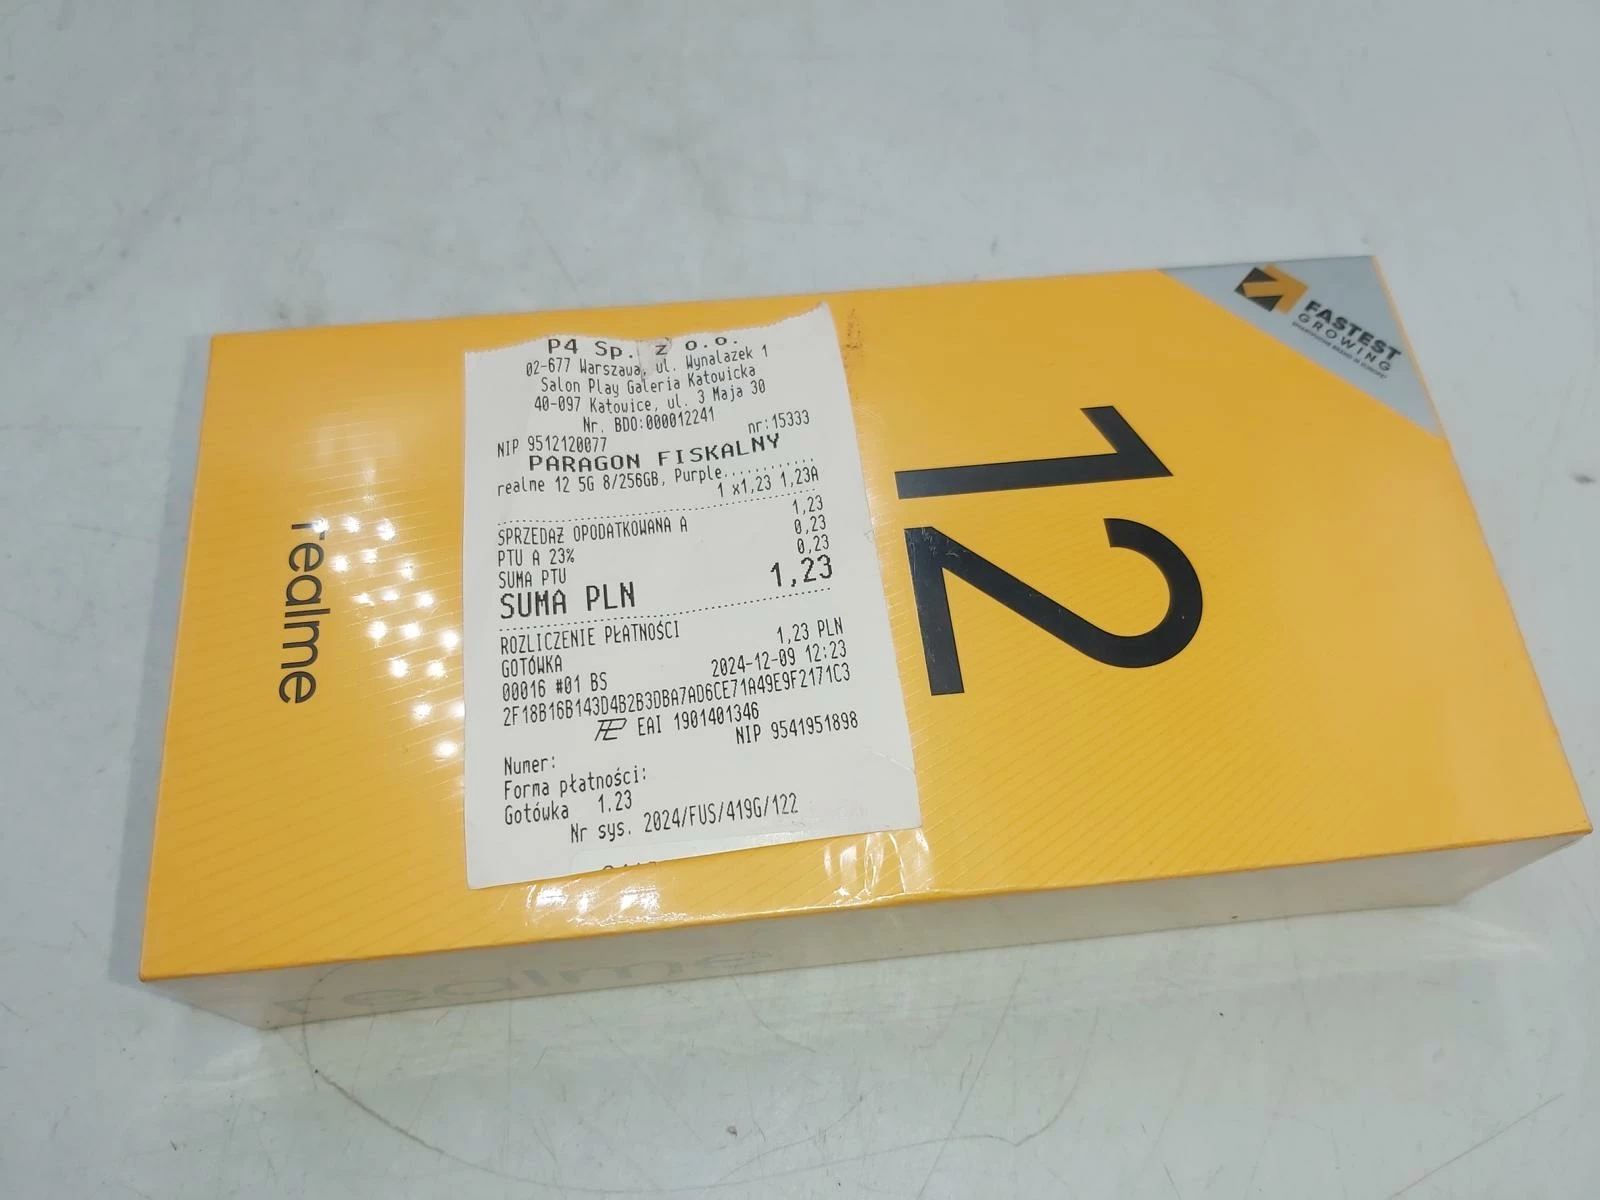 P4 Sp. z o.o.
02-677 Warszawa, ul. Wynalazek 1
Salon Play Galeria Katowicka
40-097 Katowice, ul. 3 Maja 30
Nr. BDO:000012241
NIP 9512120077 nr:15333
PARAGON FISKALNY
realme 12 5G 8/256GB, Purple............
1 x1,23 1,23A
SPRZEDAŻ OPODATKOWANA A 1,23
PTU A 23% 0,23
SUMA PTU 0,23
SUMA PLN 1,23
ROZLICZENIE PŁATNOŚCI
GOTÓWKA 1,23 PLN
00016 #01 BS 2024-12-09 12:23
2F18B16B143D4B2B3DBA7AD6CE71A49E9F2171C3
EAI 1901401346
NIP 9541951898
Numer:
Forma płatności:
Gotówka 1.23
Nr sys. 2024/FUS/419G/122
realme
12
FASTEST
GROWING
SMARTPHONE BRAND IN EUROPE*
realme